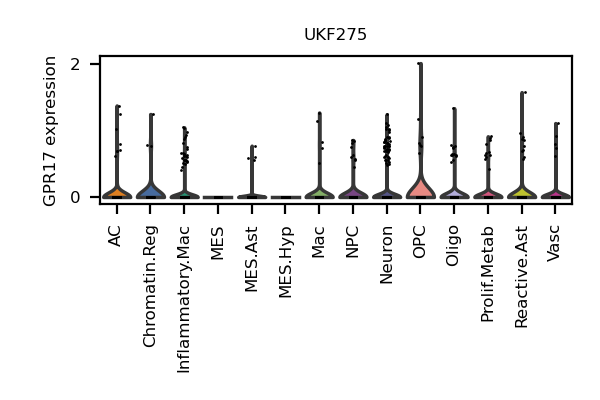 UKF275
GPR17 expression
2
0
AC
Chromatin.Reg
Inflammatory.Mac
MES
MES.Ast
MES.Hyp
Mac
NPC
Neuron
OPC
Oligo
Prolif.Metab
Reactive.Ast
Vasc